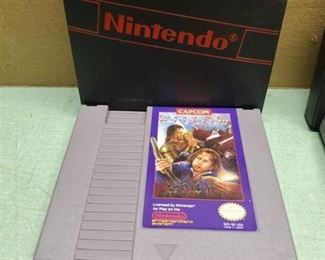 Nintendo®
CAPCOM
Licensed by Nintendo®
for Play on the
Nintendo
ENTERTAINMENT
SYSTEM